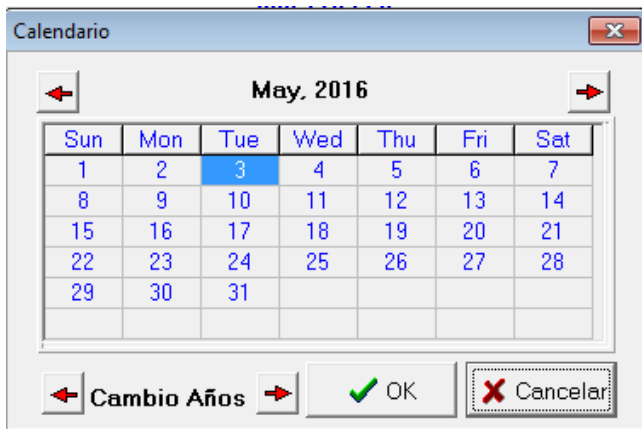 Calendario
May, 2016
Sun Mon Tue Wed Thu Fri Sat
1 2 3 4 5 6 7
8 9 10 11 12 13 14
15 16 17 18 19 20 21
22 23 24 25 26 27 28
29 30 31
Cambio Años OK Cancelar